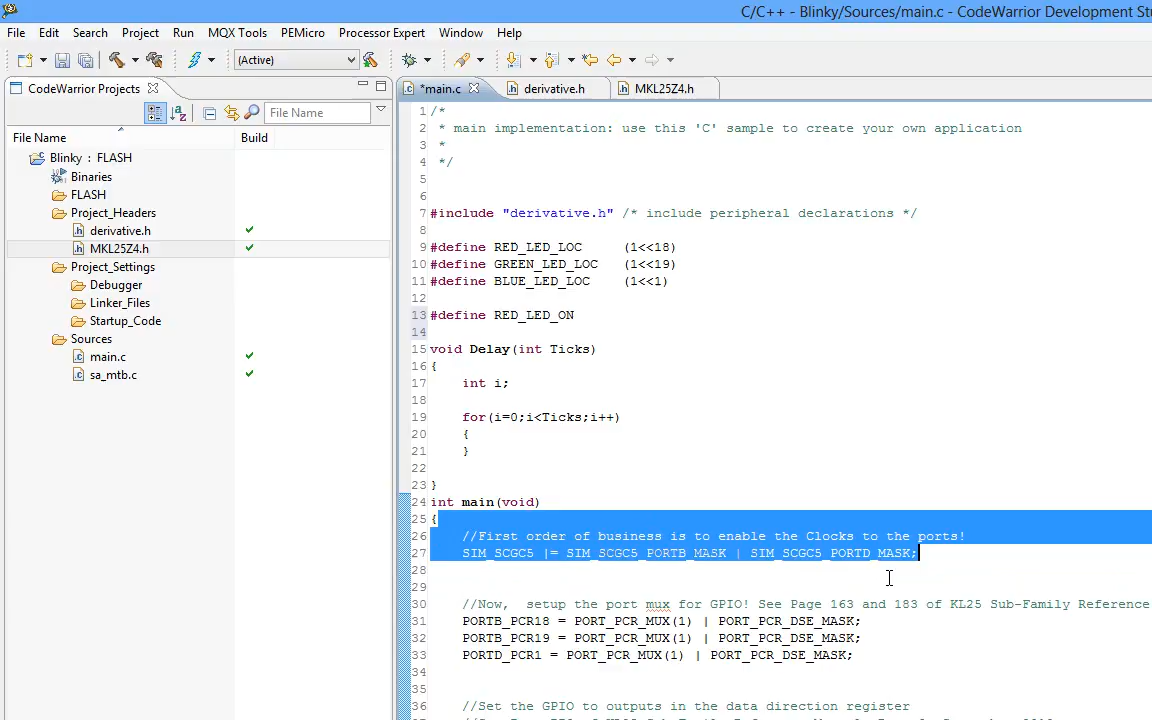 C/C++ - Blinky/Sources/main.c - CodeWarrior Development Stu
File Edit Search Project Run MQX Tools PEMicro Processor Expert Window Help
(Active)
CodeWarrior Projects
*main.c derivative.h MKL25Z4.h
File Name
File Name Build
Blinky : FLASH
Binaries
FLASH
Project_Headers
derivative.h
MKL25Z4.h
Project_Settings
Debugger
Linker_Files
Startup_Code
Sources
main.c
sa_mtb.c
1 /*
2 * main implementation: use this 'C' sample to create your own application
3 *
4 */
5
6
7 #include "derivative.h" /* include peripheral declarations */
8
9 #define RED_LED_LOC (1<<18)
10 #define GREEN_LED_LOC (1<<19)
11 #define BLUE_LED_LOC (1<<1)
12
13 #define RED_LED_ON
14
15 void Delay(int Ticks)
16 {
17 int i;
18
19 for(i=0;i<Ticks;i++)
20 {
21 }
22
23 }
24 int main(void)
25 {
26 //First order of business is to enable the Clocks to the ports!
27 SIM_SCGC5 |= SIM_SCGC5_PORTB_MASK | SIM_SCGC5_PORTD_MASK;
28
29
30 //Now, setup the port mux for GPIO! See Page 163 and 183 of KL25 Sub-Family Reference
31 PORTB_PCR18 = PORT_PCR_MUX(1) | PORT_PCR_DSE_MASK;
32 PORTB_PCR19 = PORT_PCR_MUX(1) | PORT_PCR_DSE_MASK;
33 PORTD_PCR1 = PORT_PCR_MUX(1) | PORT_PCR_DSE_MASK;
34
35
36 //Set the GPIO to outputs in the data direction register